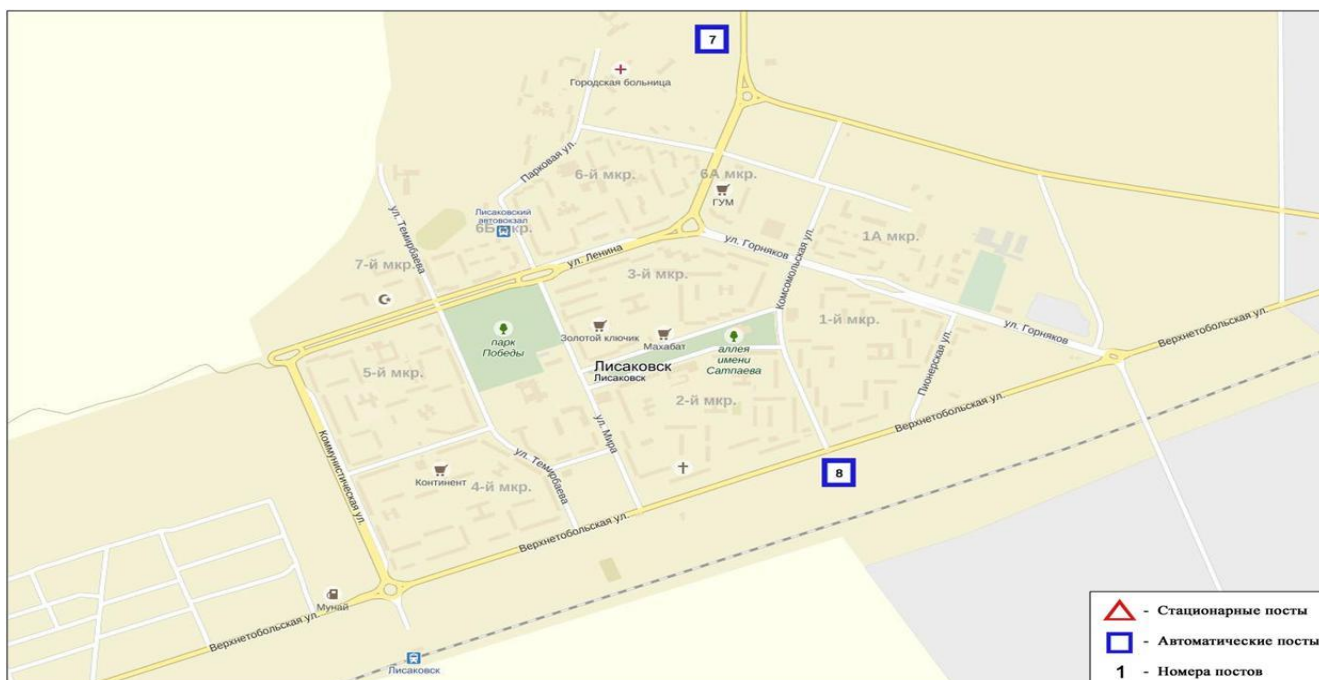 7
Городская больница
Парковая ул.
6-й мкр.
6А мкр.
ГУМ
ул. Темирбаева
Лисаковский
автовокзал
6Б мкр.
7-й мкр.
ул. Ленина
ул. Горняков
Комсомольская ул.
1А мкр.
3-й мкр.
парк
Победы
Золотой ключик
Махабат
аллея
имени
Сатпаева
1-й мкр.
ул. Горняков
Верхнетобольская ул.
Лисаковск
Лисаковск
5-й мкр.
2-й мкр.
Пионерская ул.
Верхнетобольская ул.
ул. Мира
Коммунистическая ул.
ул. Темирбаева
Континент
4-й мкр.
8
Верхнетобольская ул.
Мунай
Верхнетобольская ул.
Лисаковск
- Стационарные посты
- Автоматические посты
1 - Номера постов